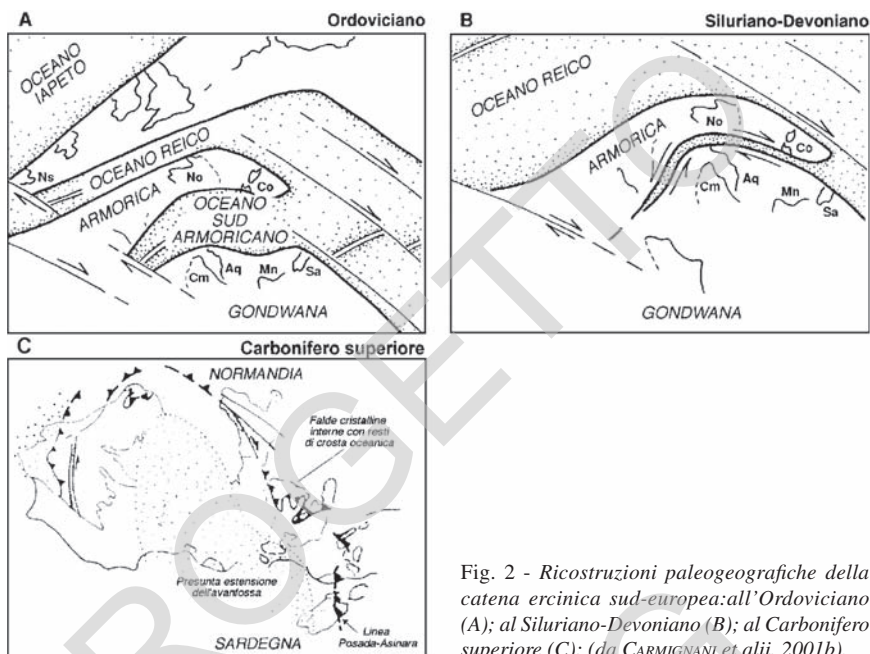 A
Ordoviciano
OCEANO
IAPETO
Ns
OCEANO REICO
ARMORICA
No
Co
OCEANO
SUD
ARMORICANO
Cm
Aq
Mn
Sa
GONDWANA
B
Siluriano-Devoniano
OCEANO REICO
ARMORICA
No
Co
Cm
Aq
Mn
Sa
GONDWANA
C
Carbonifero superiore
NORMANDIA
Falde cristalline
interne con resti
di crosta oceanica
Presunta estensione
dell'avanfossa
Linea
Posada-Asinara
SARDEGNA
Fig. 2 - Ricostruzioni paleogeografiche della
catena ercinica sud-europea:all'Ordoviciano
(A); al Siluriano-Devoniano (B); al Carbonifero
superiore (C); (da CARMIGNANI et alii, 2001b)
PROGETTO